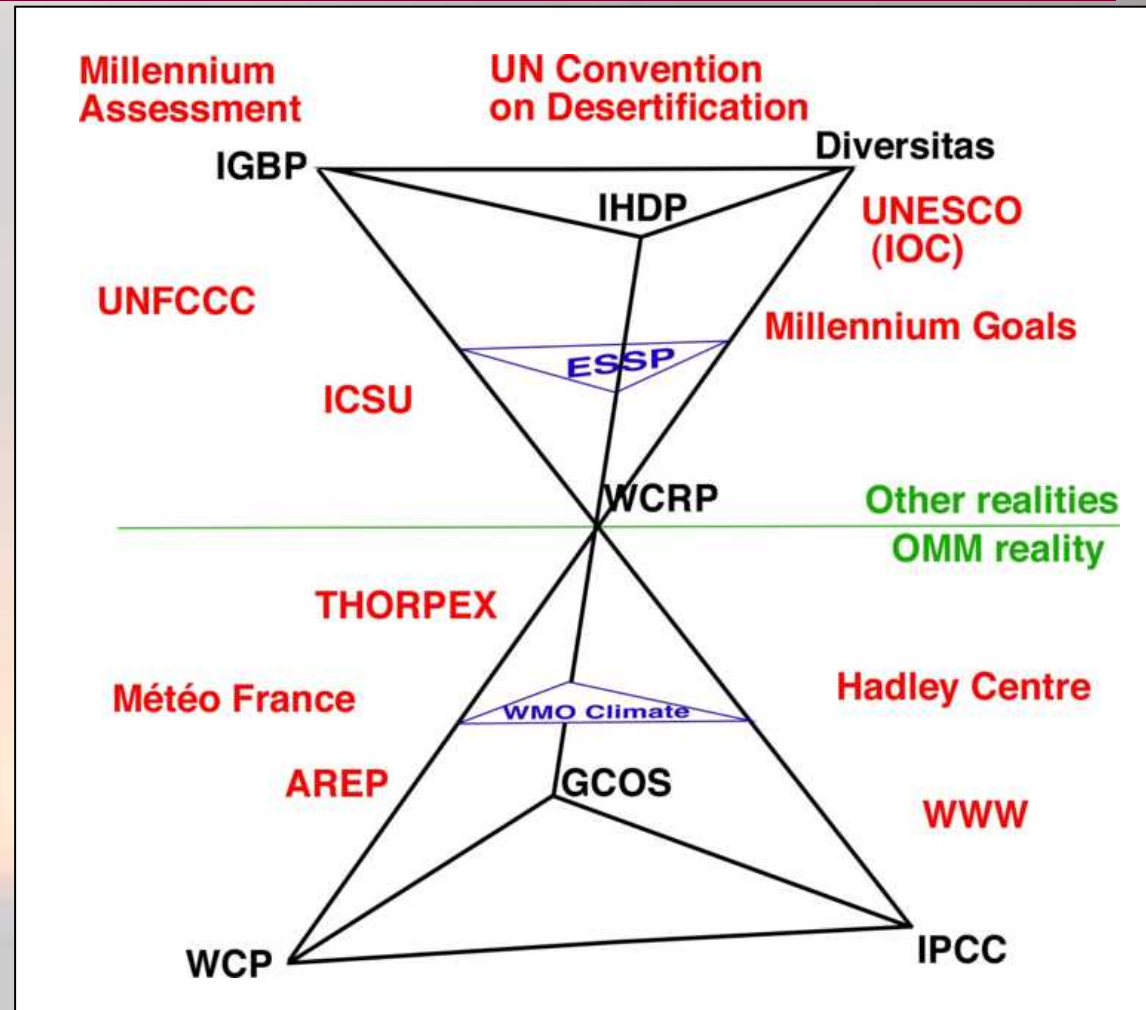 Millennium
Assessment
UN Convention
on Desertification
IGBP
Diversitas
IHDP
UNESCO
(IOC)
UNFCCC
Millennium Goals
ESSP
ICSU
WCRP
Other realities
OMM reality
THORPEX
Météo France
Hadley Centre
WMO Climate
AREP
GCOS
WWW
WCP
IPCC